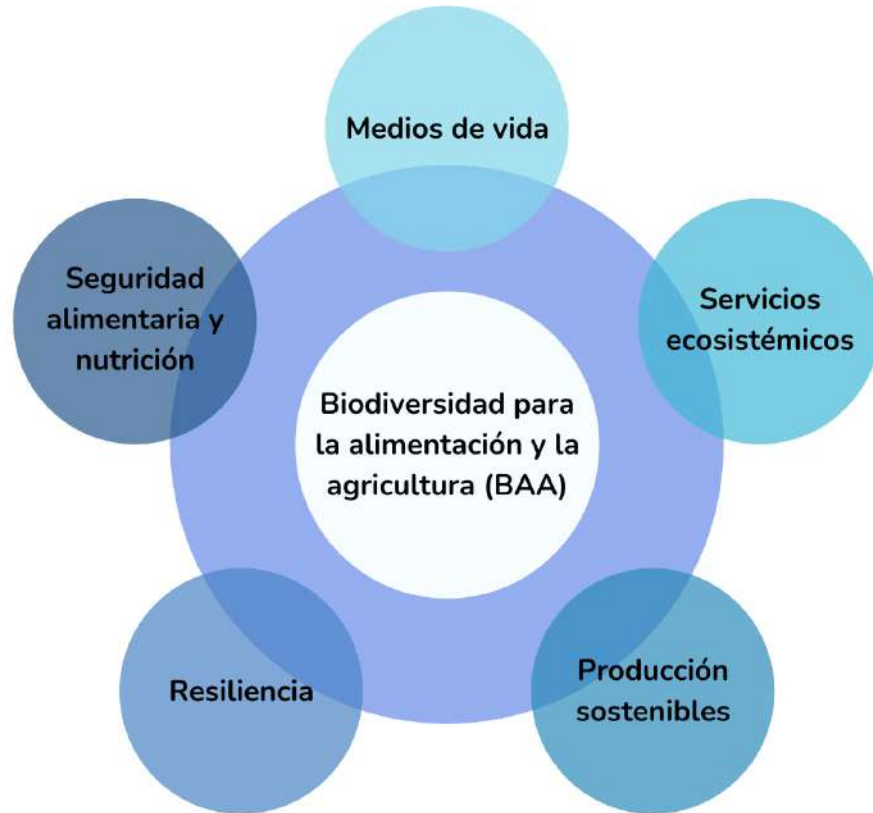 Medios de vida
Seguridad
alimentaria y
nutrición
Servicios
ecosistémicos
Biodiversidad para
la alimentación y la
agricultura (BAA)
Resiliencia
Producción
sostenibles